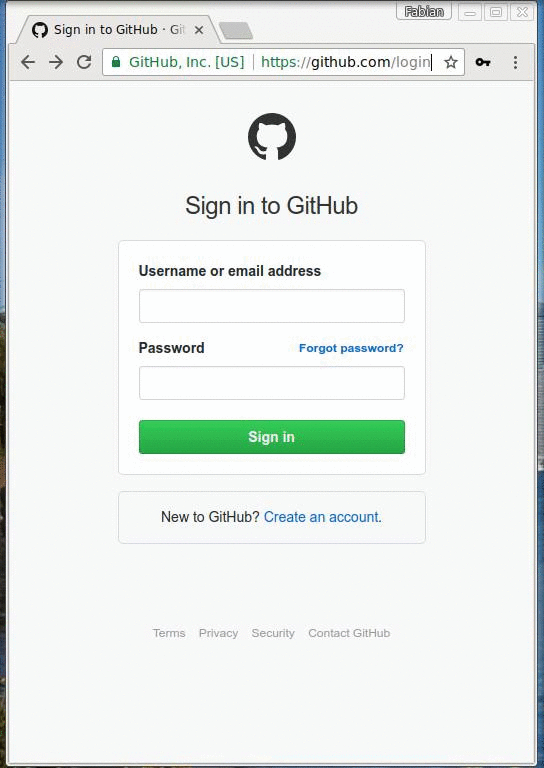 Fabian
Sign in to GitHub · Git
GitHub, Inc. [US] https://github.com/login
Sign in to GitHub
Username or email address
Password Forgot password?
Sign in
New to GitHub? Create an account.
Terms Privacy Security Contact GitHub